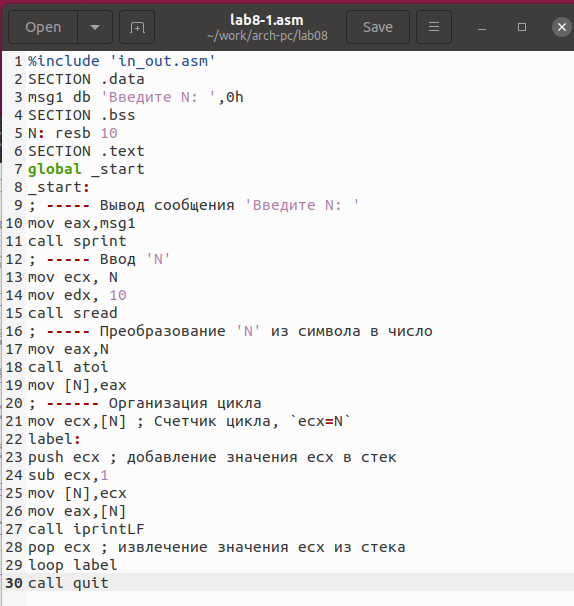 Open
lab8-1.asm
~/work/arch-pc/lab08
Save
1 %include 'in_out.asm'
2 SECTION .data
3 msg1 db 'Введите N: ',0h
4 SECTION .bss
5 N: resb 10
6 SECTION .text
7 global _start
8 _start:
9 ; ----- Вывод сообщения 'Введите N: '
10 mov eax,msg1
11 call sprint
12 ; ----- Ввод 'N'
13 mov ecx, N
14 mov edx, 10
15 call sread
16 ; ----- Преобразование 'N' из символа в число
17 mov eax,N
18 call atoi
19 mov [N],eax
20 ; ------ Организация цикла
21 mov ecx,[N] ; Счетчик цикла, `ecx=N`
22 label:
23 push ecx ; добавление значения ecx в стек
24 sub ecx,1
25 mov [N],ecx
26 mov eax,[N]
27 call iprintLF
28 pop ecx ; извлечение значения ecx из стека
29 loop label
30 call quit